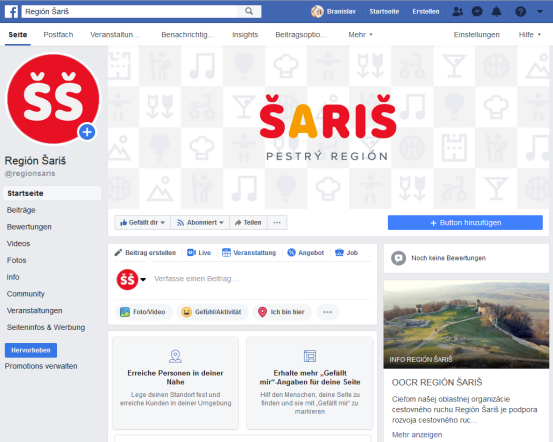 Región Šariš
Branislav Startseite Erstellen
Seite Postfach Veranstaltun... Benachrichtig... Insights Beitragsoptio... Mehr Einstellungen Hilfe
ŠŠ
ŠARIŠ
PESTRÝ REGIÓN
Región Šariš
@regionsaris
Startseite
Beiträge
Bewertungen
Videos
Fotos
Info
Community
Veranstaltungen
Seiteninfos & Werbung
Hervorheben
Promotions verwalten
Gefällt dir Abonniert Teilen ...
+ Button hinzufügen
Beitrag erstellen Live Veranstaltung Angebot Job
ŠŠ Verfasse einen Beitrag ...
Foto/Video Gefühl/Aktivität Ich bin hier ...
Erreiche Personen in deiner
Nähe
Lege deinen Standort fest und
erreiche Kunden in deiner Umgebung
Erhalte mehr „Gefällt
mir“-Angaben für deine Seite
Hilf den Menschen, deine Seite zu
finden und sie mit „Gefällt mir“ zu
markieren
Noch keine Bewertungen
INFO REGIÓN ŠARIŠ
OOCR REGIÓN ŠARIŠ
Cieľom našej oblastnej organizácie
cestovného ruchu Región Šariš je podpora
rozvoja cestovného ruc...
Mehr anzeigen